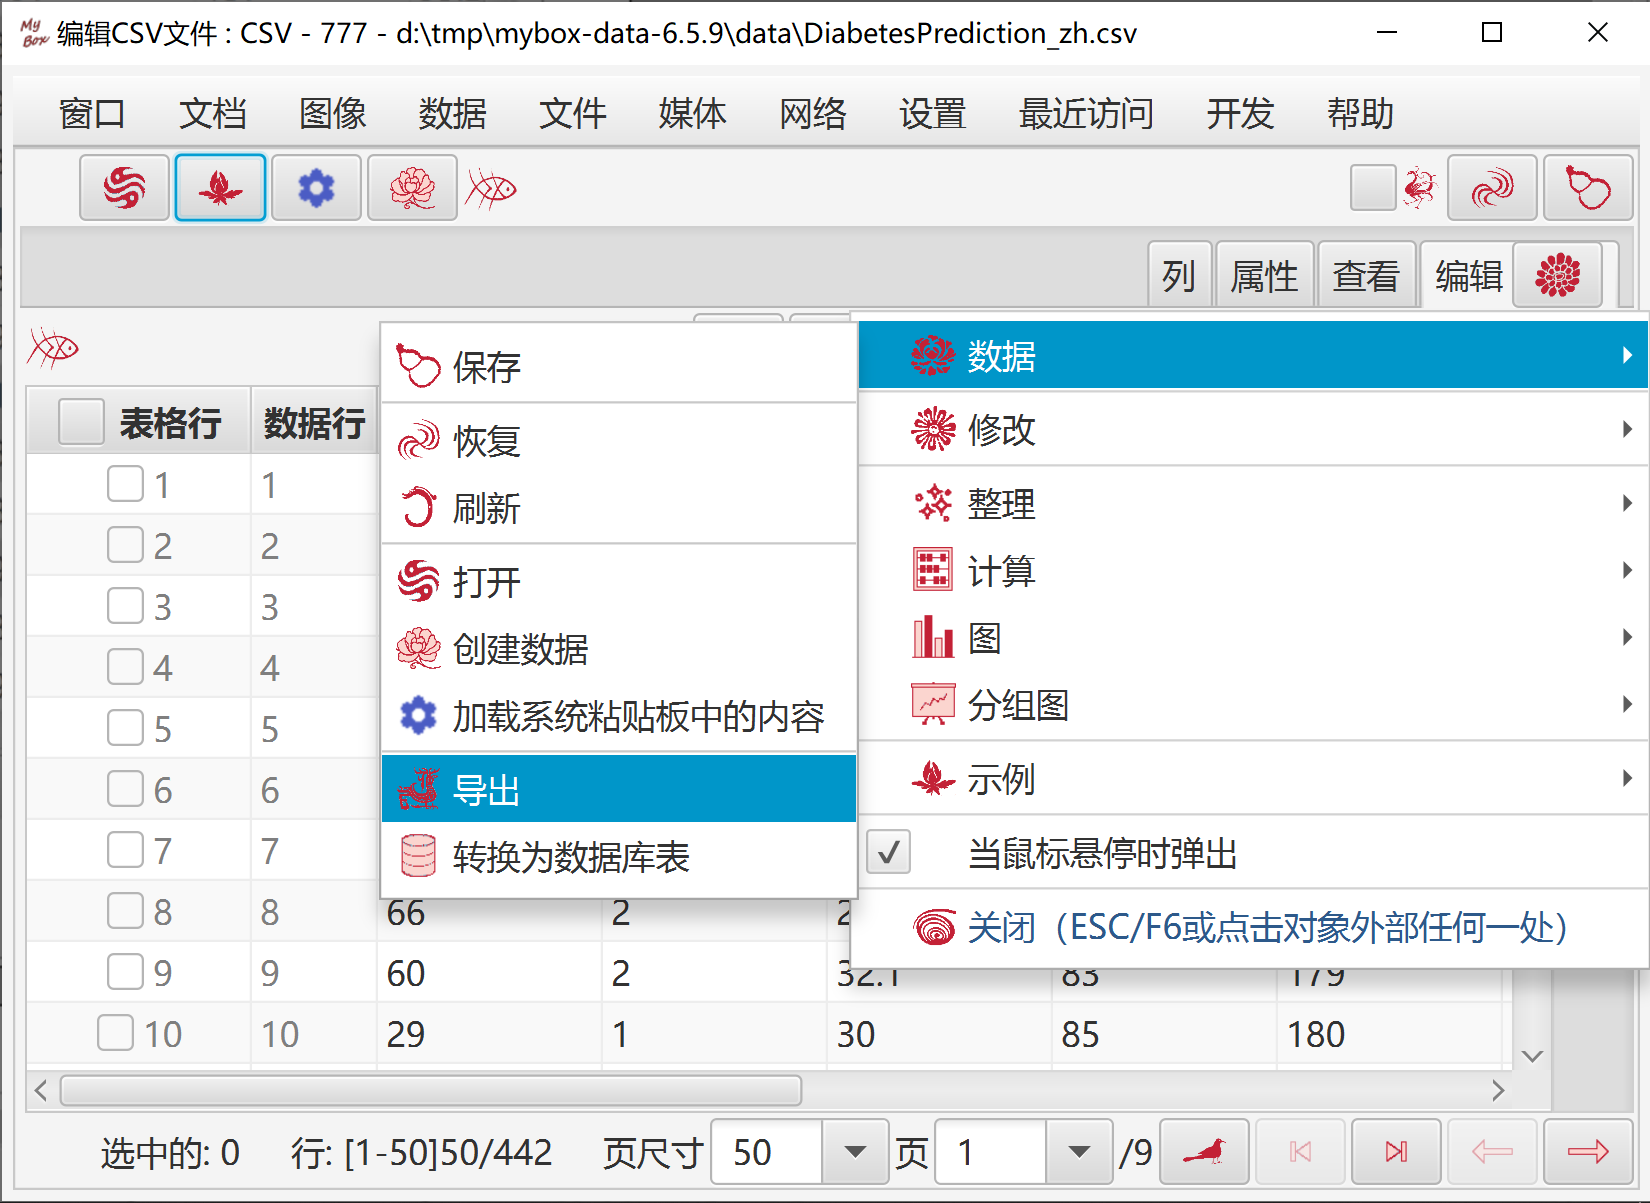 My Box 编辑CSV文件 : CSV - 777 - d:\tmp\mybox-data-6.5.9\data\DiabetesPrediction_zh.csv
窗口 文档 图像 数据 文件 媒体 网络 设置 最近访问 开发 帮助
列 属性 查看 编辑
保存
恢复
刷新
打开
创建数据
加载系统粘贴板中的内容
导出
转换为数据库表
数据
修改
整理
计算
图
分组图
示例
当鼠标悬停时弹出
关闭（ESC/F6或点击对象外部任何一处）
表格行 数据行
1 1
2 2
3 3
4 4
5 5
6 6
7 7
8 8 66 2 2
9 9 60 2 32.1 83 179
10 10 29 1 30 85 180
选中的: 0 行: [1-50]50/442 页尺寸 50 页 1 /9